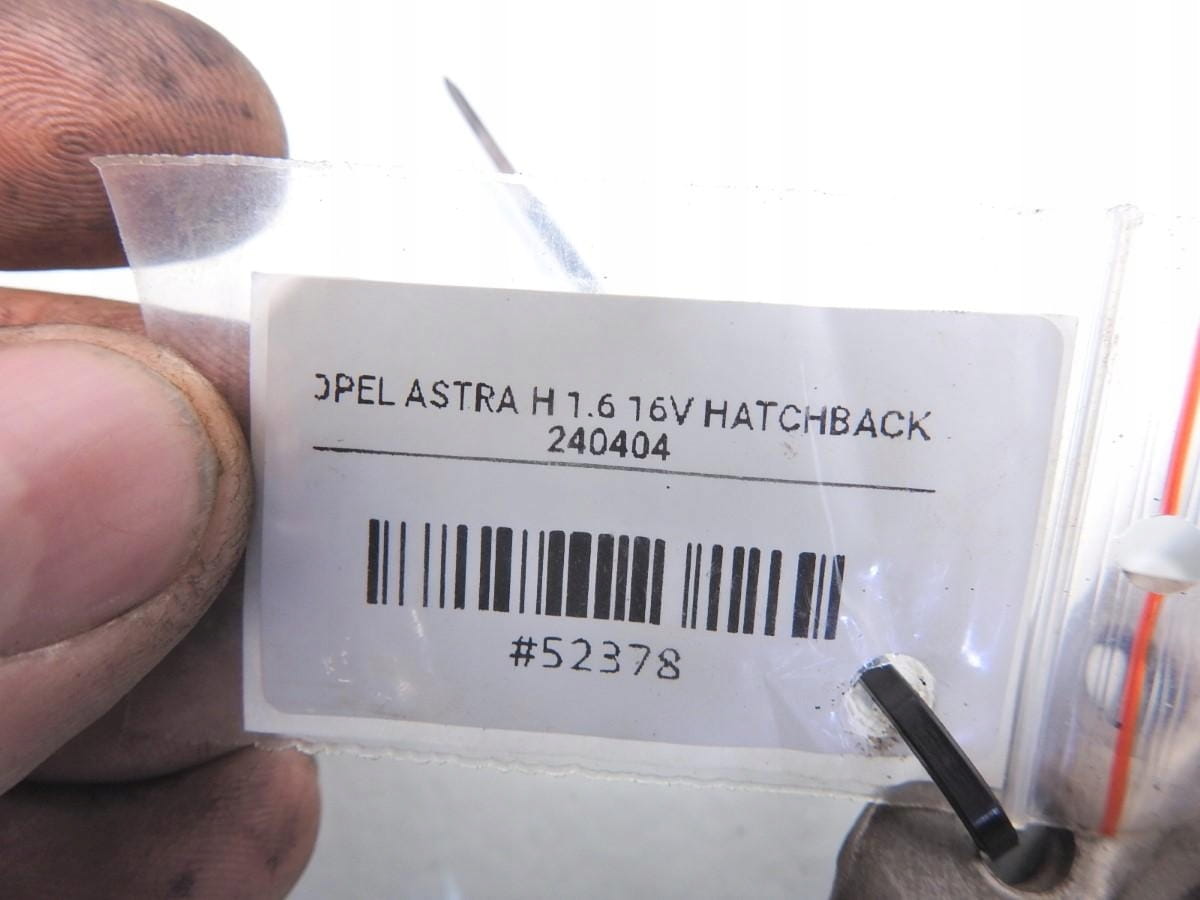 OPEL ASTRA H 1.6 16V HATCHBACK
240404
#52378